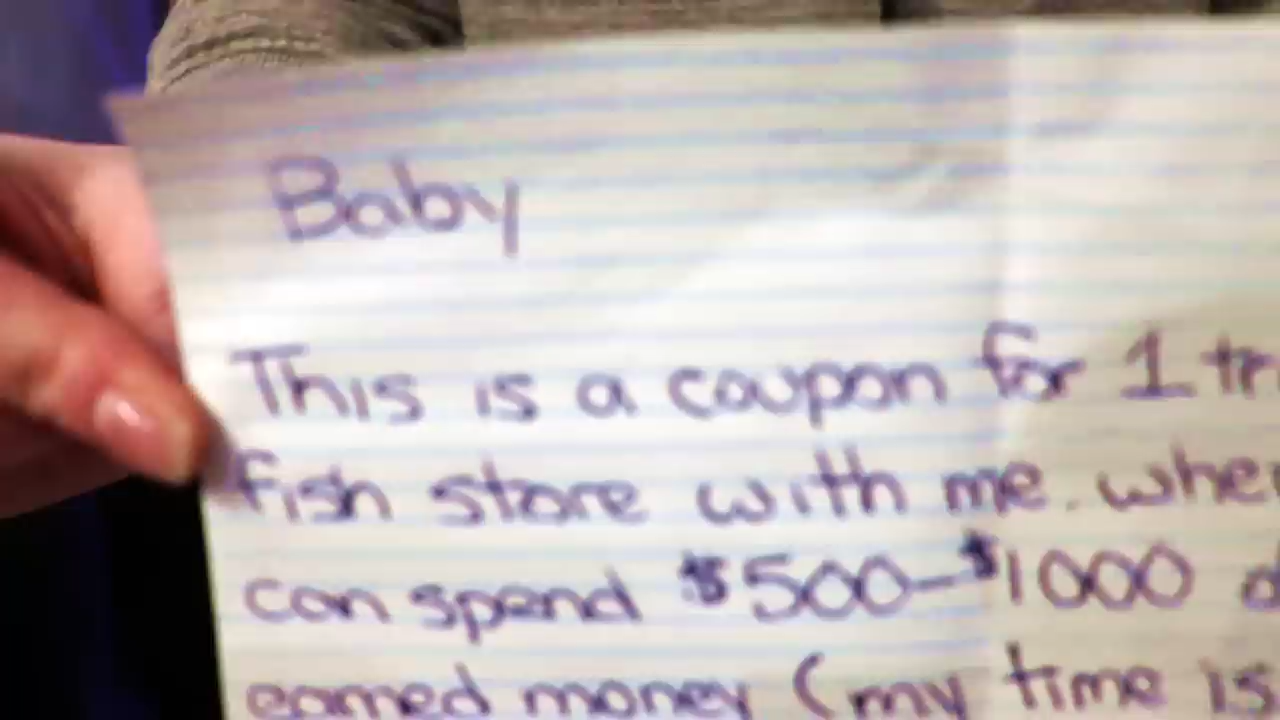 Baby
This is a coupon for 1
fish store with me. 
can spend $500-$1000
earned money (my time is